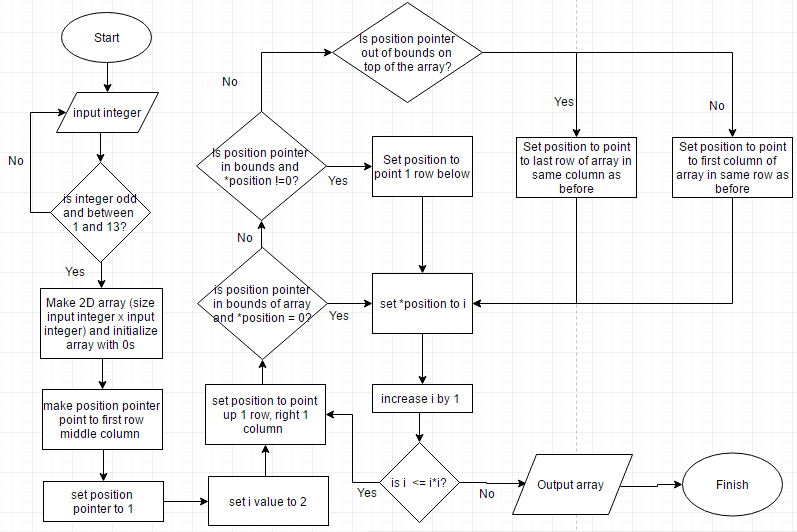 Start
input integer
No
is integer odd
and between
1 and 13?
Yes
Make 2D array (size
input integer x input
integer) and initialize
array with 0s
make position pointer
point to first row
middle column
set position
pointer to 1
set i value to 2
set position to point
up 1 row, right 1
column
is position pointer
in bounds of array
and *position = 0?
Yes
No
Is position pointer
in bounds and
*position !=0?
Yes
No
Is position pointer
out of bounds on
top of the array?
Yes
No
Set position to
point 1 row below
Set position to point
to last row of array in
same column as
before
Set position to point
to first column of
array in same row as
before
set *position to i
increase i by 1
is i <= i*i?
Yes
No
Output array
Finish